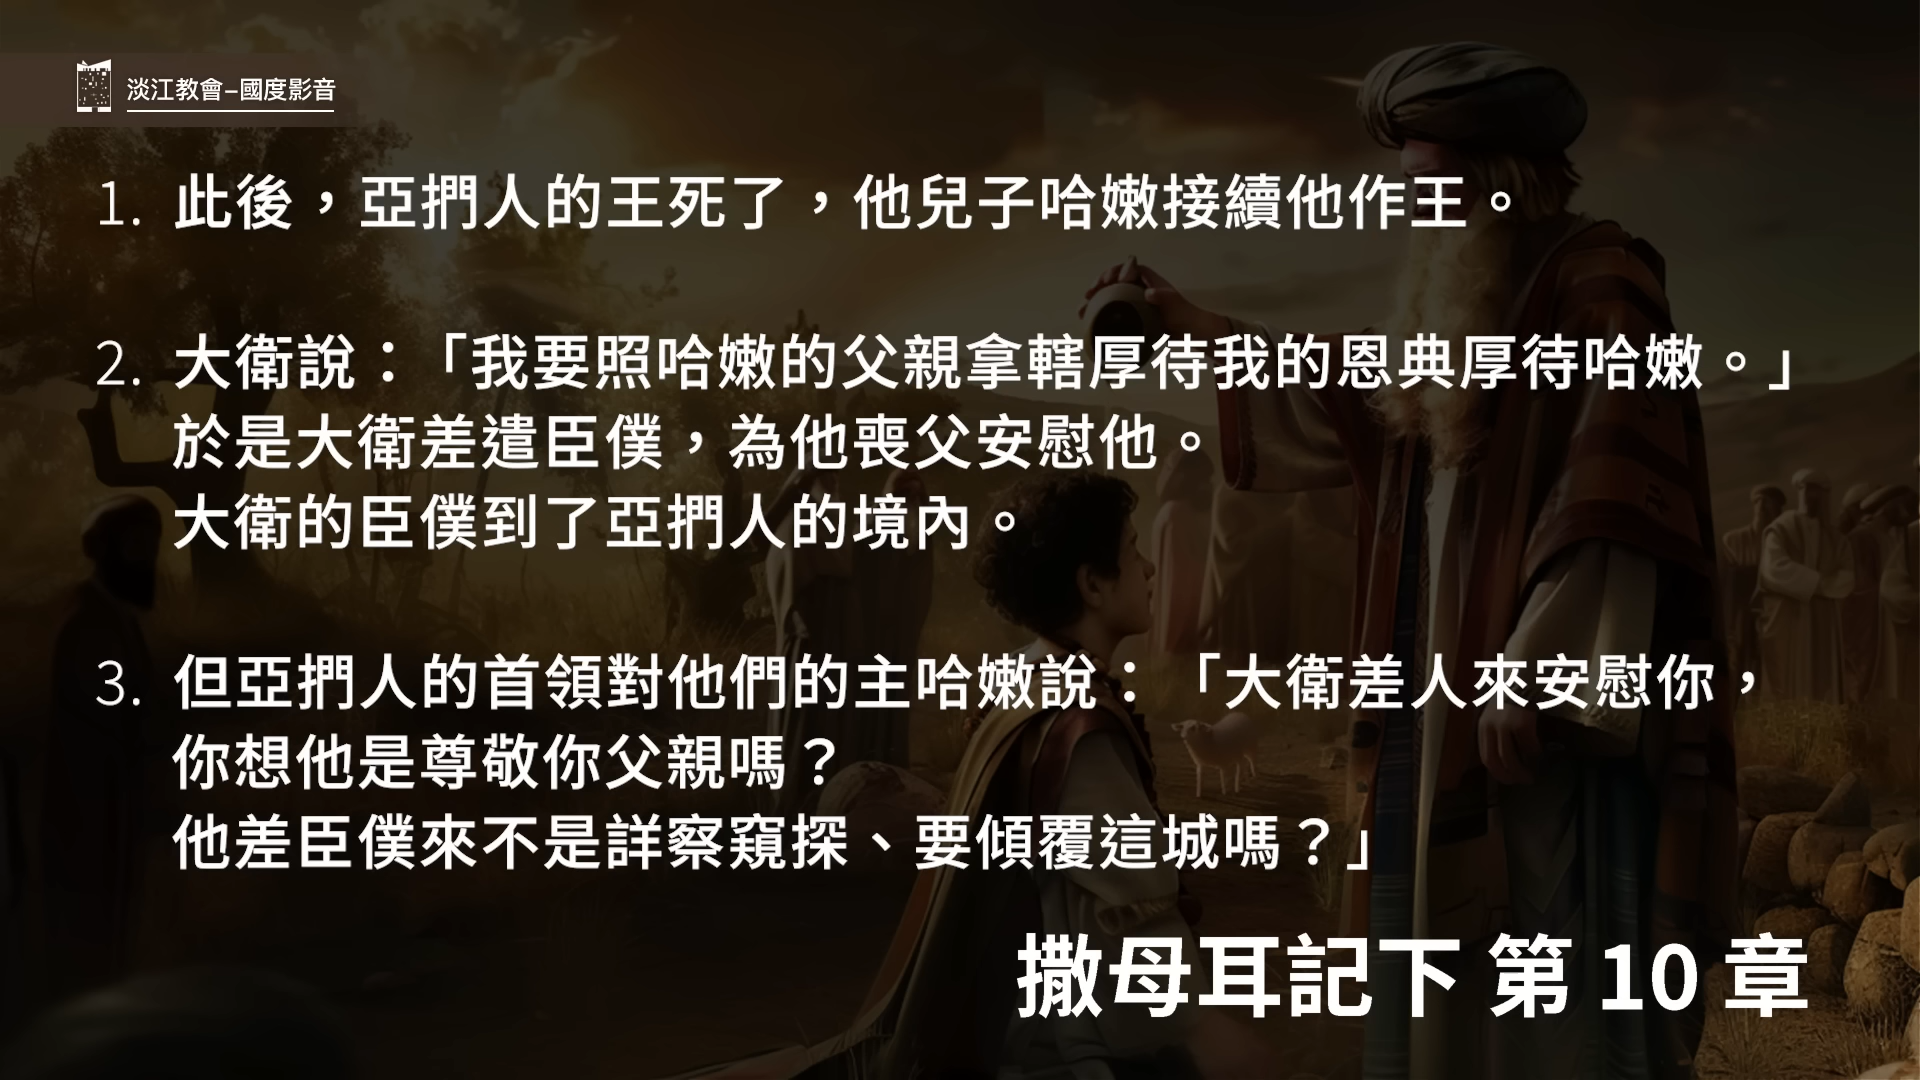 淡江教會–國度影音
1. 此後，亞捫人的王死了，他兒子哈嫩接續他作王。
2. 大衛說：「我要照哈嫩的父親拿轄厚待我的恩典厚待哈嫩。」
於是大衛差遣臣僕，為他喪父安慰他。
大衛的臣僕到了亞捫人的境內。
3. 但亞捫人的首領對他們的主哈嫩說：「大衛差人來安慰你，
你想他是尊敬你父親嗎？
他差臣僕來不是詳察窺探、要傾覆這城嗎？」
撒母耳記下 第 10 章